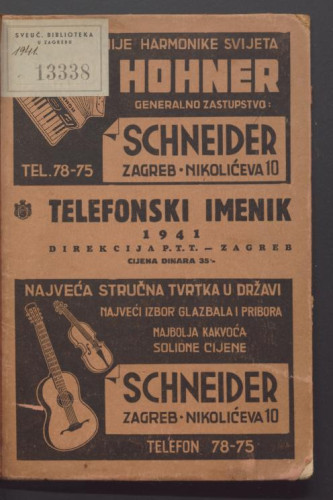 SVEUČ. BIBLIOTEKA
U ZAGREBU
1941.
13338
NIJE HARMONIKE SVIJETA
HOHNER
GENERALNO ZASTUPSTVO:
SCHNEIDER
TEL. 78-75
ZAGREB · NIKOLIĆEVA 10
TELEFONSKI IMENIK
1941
DIREKCIJA P.T.T. — ZAGREB
CIJENA DINARA 35·-
NAJVEĆA STRUČNA TVRTKA U DRŽAVI
NAJVEĆI IZBOR GLAZBALA I PRIBORA
NAJBOLJA KAKVOĆA
SOLIDNE CIJENE
SCHNEIDER
ZAGREB · NIKOLIĆEVA 10
TELEFON 78-75